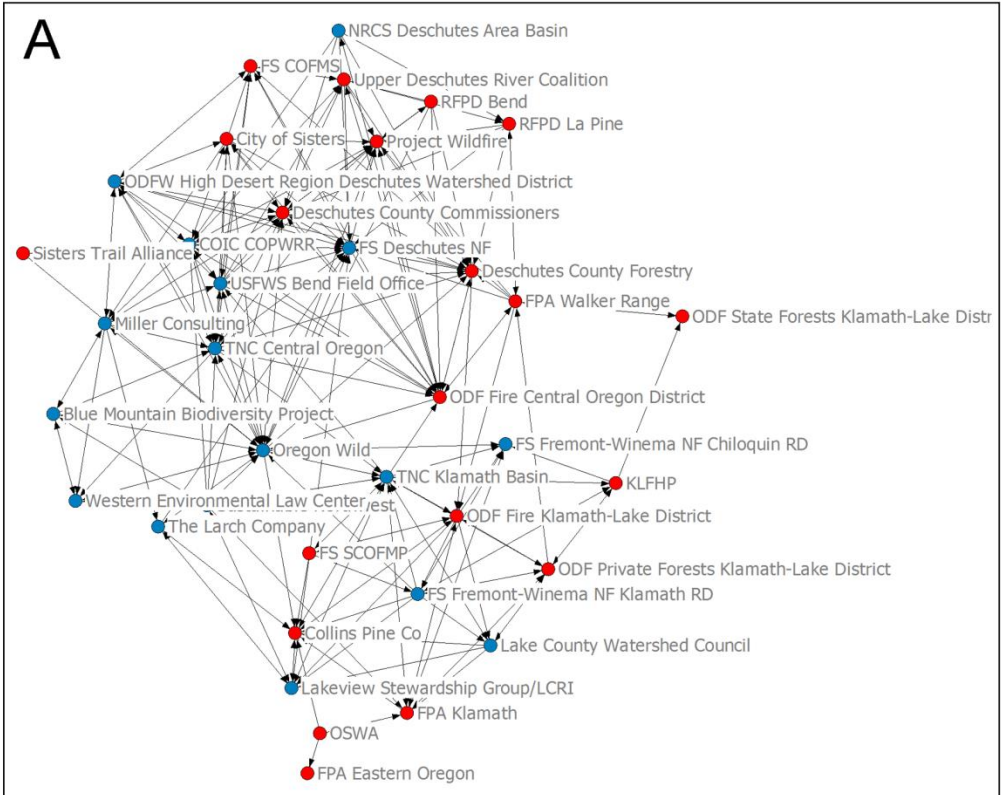 A
NRCS Deschutes Area Basin
FS COFMS
Upper Deschutes River Coalition
RFPD Bend
RFPD La Pine
City of Sisters
Project Wildfire
ODFW High Desert Region Deschutes Watershed District
Deschutes County Commissioners
COIC COPWRR
FS Deschutes NF
Sisters Trail Alliance
Deschutes County Forestry
USFWS Bend Field Office
FPA Walker Range
ODF State Forests Klamath-Lake Distr
Miller Consulting
TNC Central Oregon
ODF Fire Central Oregon District
Blue Mountain Biodiversity Project
Oregon Wild
FS Fremont-Winema NF Chiloquin RD
TNC Klamath Basin
KLFHP
Western Environmental Law Center
ODF Fire Klamath-Lake District
The Larch Company
FS SCOFMP
ODF Private Forests Klamath-Lake District
FS Fremont-Winema NF Klamath RD
Collins Pine Co
Lake County Watershed Council
Lakeview Stewardship Group/LCRI
FPA Klamath
OSWA
FPA Eastern Oregon